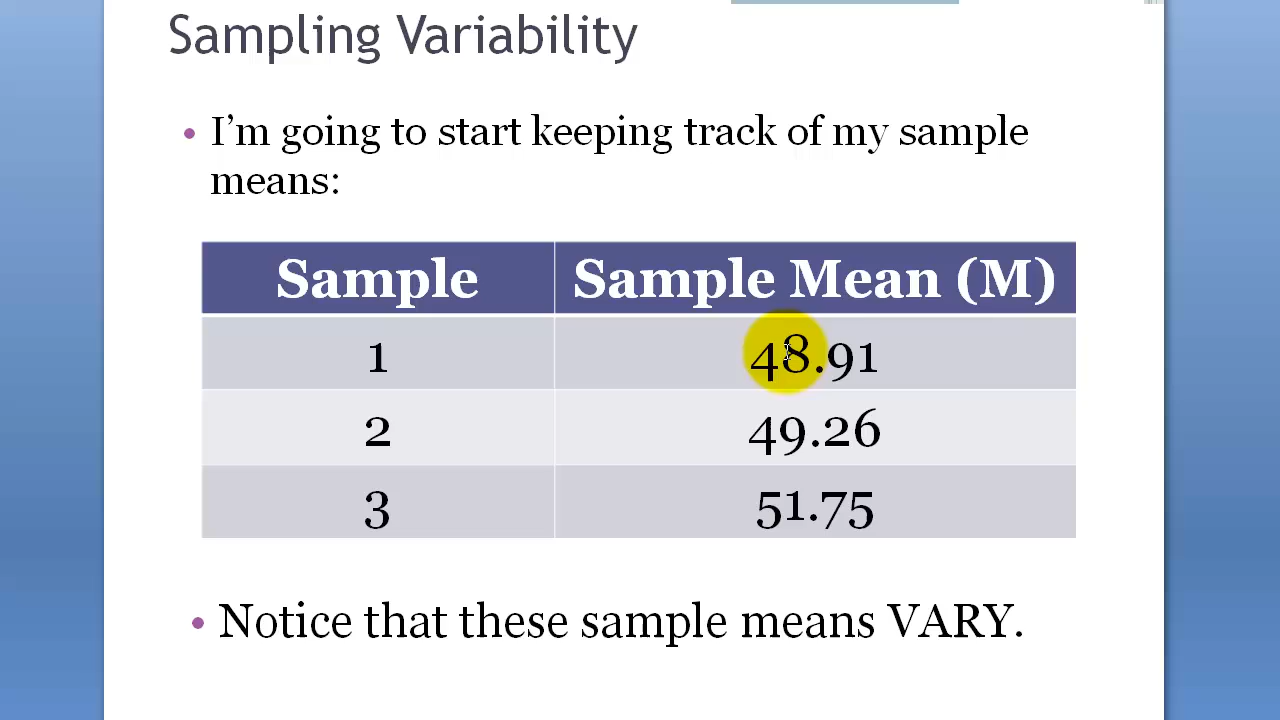 Sampling Variability
• I’m going to start keeping track of my sample
means:
Sample Sample Mean (M)
1 48.91
2 49.26
3 51.75
• Notice that these sample means VARY.